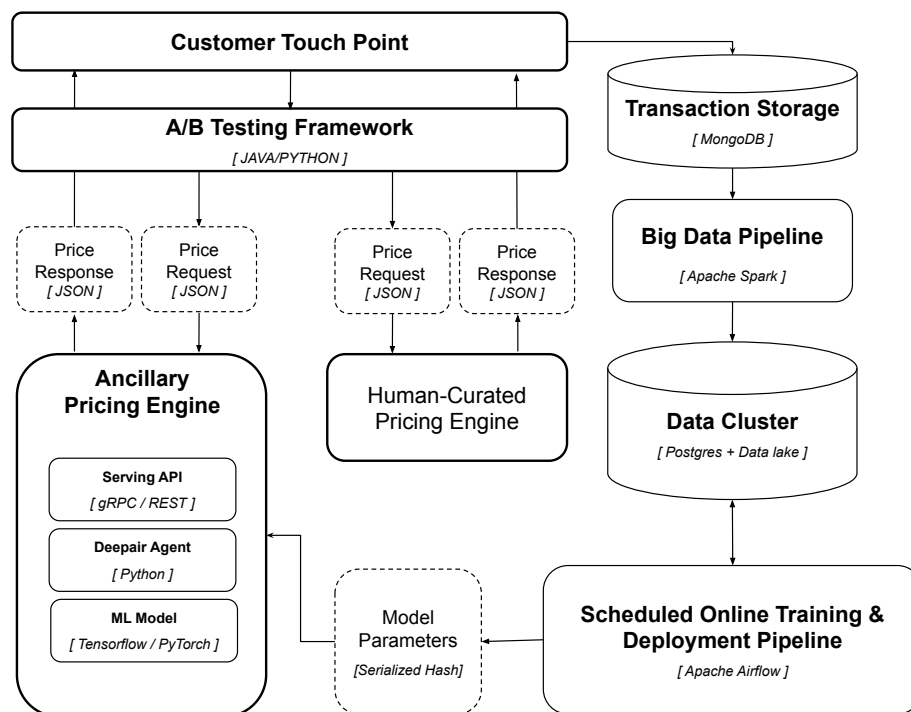 Customer Touch Point
A/B Testing Framework
[ JAVA/PYTHON ]
Transaction Storage
[ MongoDB ]
Big Data Pipeline
[ Apache Spark ]
Price
Response
[ JSON ]
Price
Request
[ JSON ]
Price
Request
[ JSON ]
Price
Response
[ JSON ]
Ancillary
Pricing Engine
Serving API
[ gRPC / REST ]
Deepair Agent
[ Python ]
ML Model
[ Tensorflow / PyTorch ]
Human-Curated
Pricing Engine
Data Cluster
[ Postgres + Data lake ]
Model
Parameters
[Serialized Hash]
Scheduled Online Training &
Deployment Pipeline
[ Apache Airflow ]